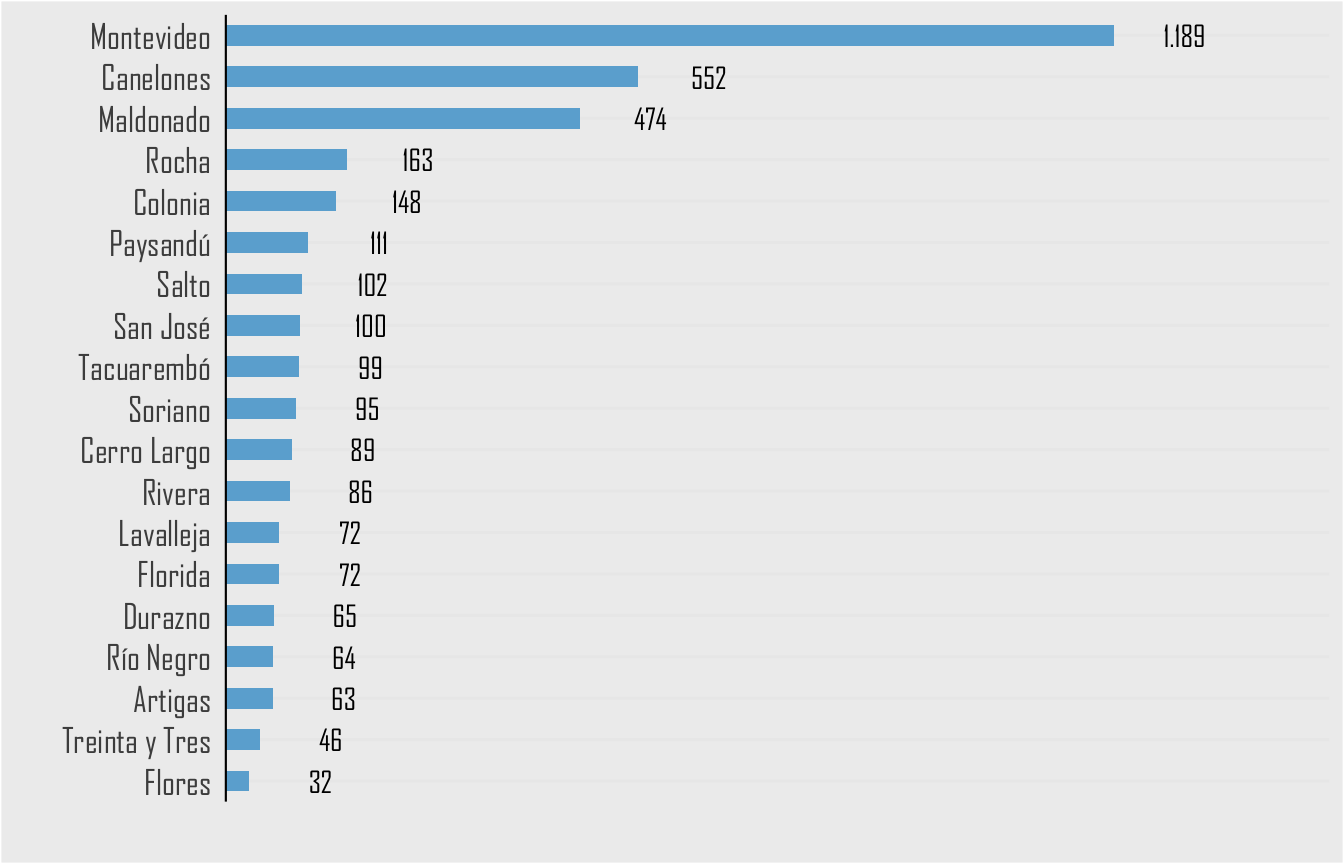 Montevideo 1.189
Canelones 552
Maldonado 474
Rocha 163
Colonia 148
Paysandú 111
Salto 102
San José 100
Tacuarembó 99
Soriano 95
Cerro Largo 89
Rivera 86
Lavalleja 72
Florida 72
Durazno 65
Río Negro 64
Artigas 63
Treinta y Tres 46
Flores 32